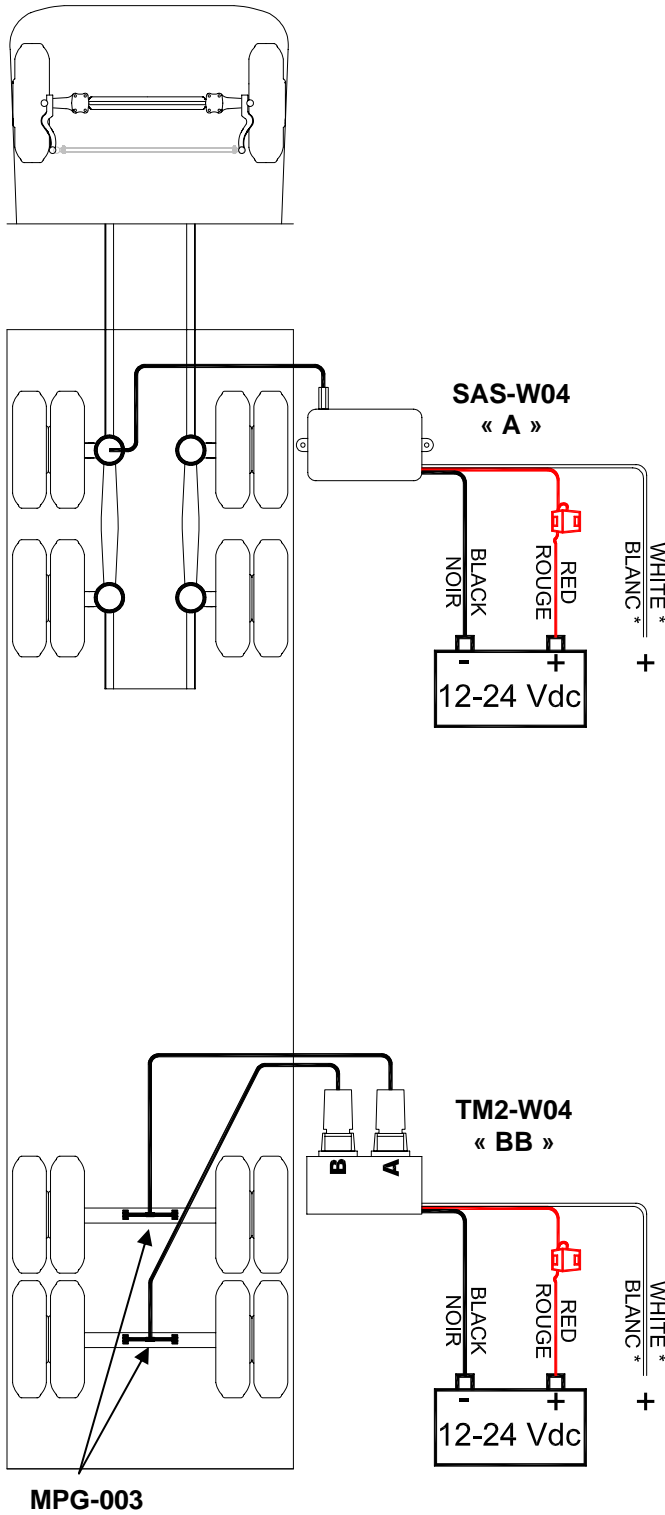 SAS-W04
« A »
WHITE *
BLANC *
RED
ROUGE
BLACK
NOIR
- + +
12-24 Vdc
TM2-W04
« BB »
B A
WHITE *
BLANC *
RED
ROUGE
BLACK
NOIR
- + +
12-24 Vdc
MPG-003